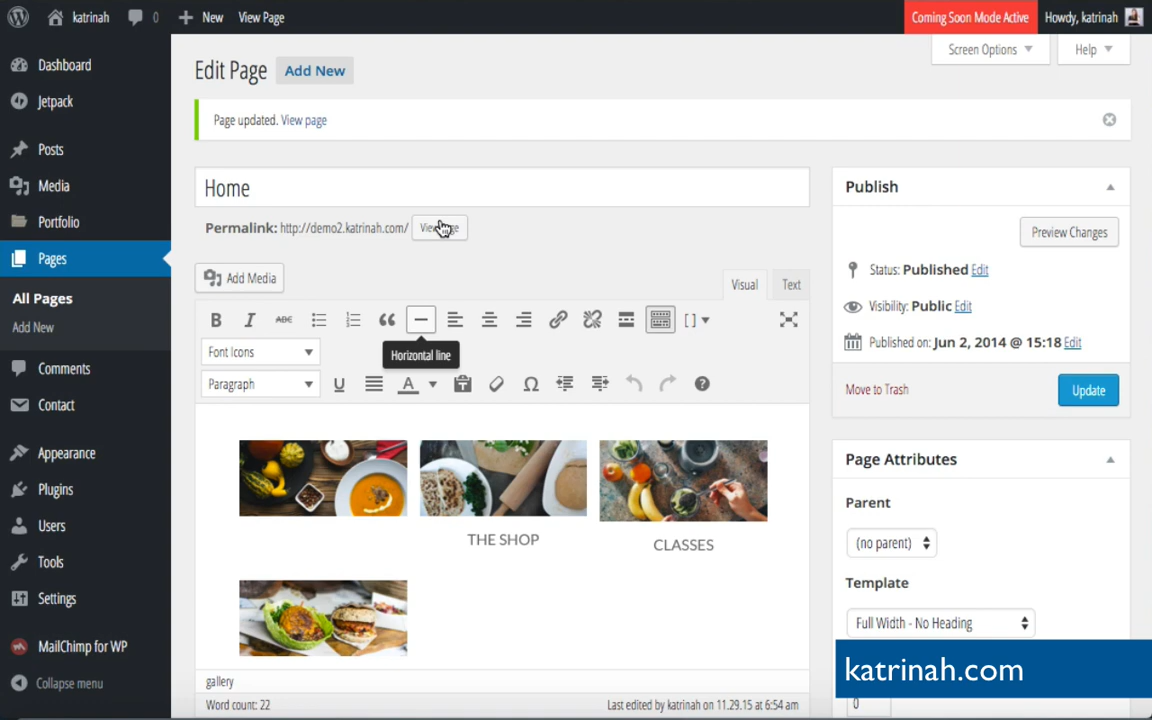 katrinah
0
New
View Page
Coming Soon Mode Active
Howdy, katrinah
Dashboard
Jetpack
Posts
Media
Portfolio
Pages
All Pages
Add New
Comments
Contact
Appearance
Plugins
Users
Tools
Settings
MailChimp for WP
Collapse menu
Screen Options
Help
Edit Page
Add New
Page updated. View page
Home
Permalink: http://demo2.katrinah.com/
Add Media
Visual
Text
B
I
ABC
Font Icons
Horizontal line
Paragraph
U
A
THE SHOP
CLASSES
gallery
Word count: 22
Last edited by katrinah on 11.29.15 at 6:54 am
Publish
Preview Changes
Status: Published Edit
Visibility: Public Edit
Published on: Jun 2, 2014 @ 15:18 Edit
Move to Trash
Update
Page Attributes
Parent
(no parent)
Template
Full Width - No Heading
katrinah.com
0